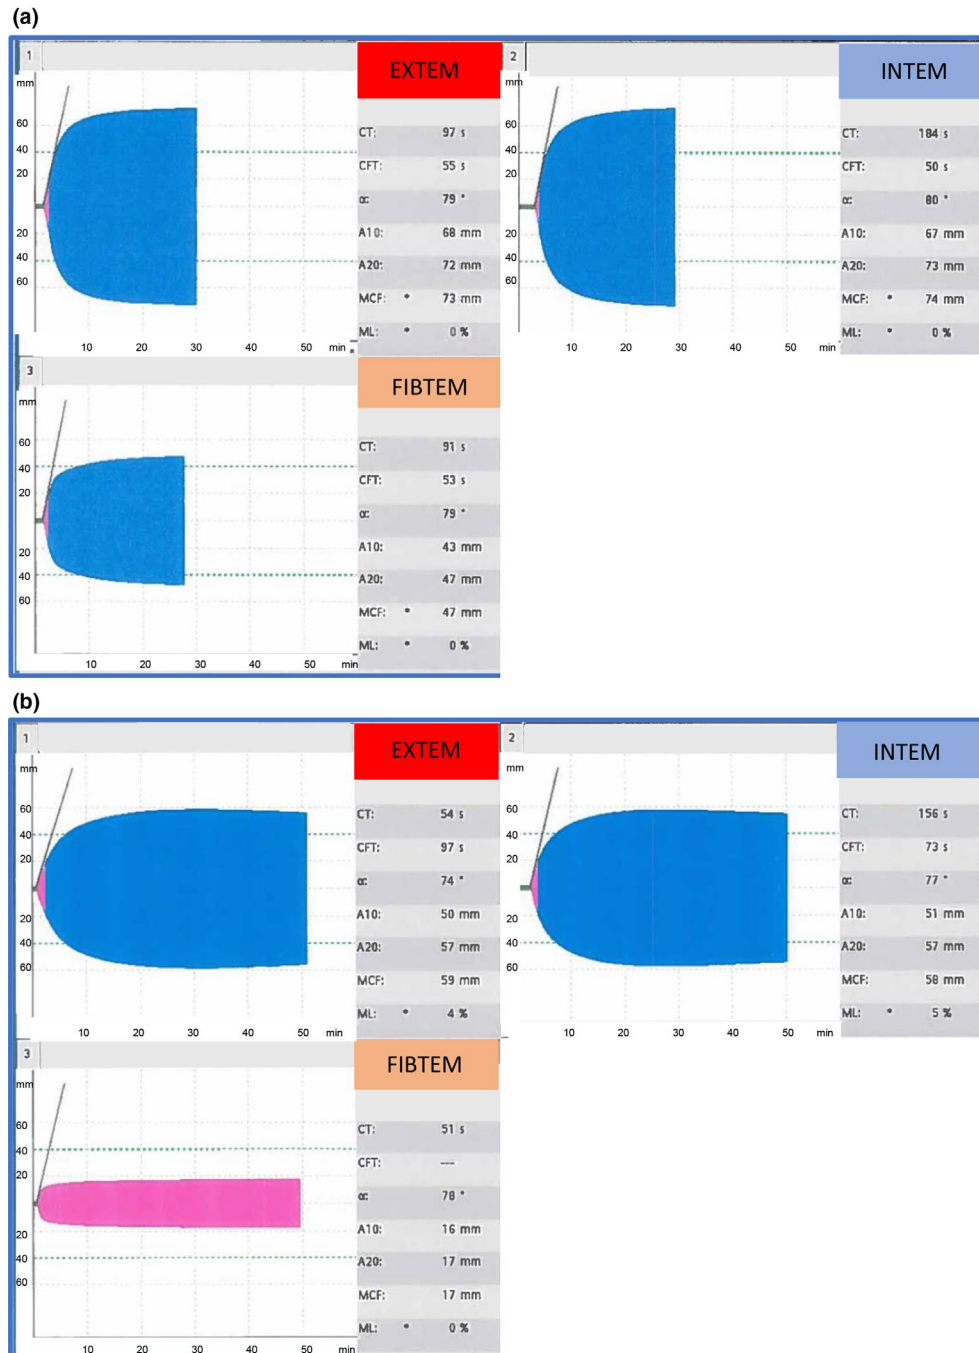 (a)
1
EXTEM
mm
60
40
20
20
40
60
10 20 30 40 50 min
CT: 97 s
CFT: 55 s
α: 79 °
A10: 68 mm
A20: 72 mm
MCF: * 73 mm
ML: * 0 %
2
INTEM
mm
60
40
20
20
40
60
10 20 30 40 50 min
CT: 184 s
CFT: 50 s
α: 80 °
A10: 67 mm
A20: 73 mm
MCF: * 74 mm
ML: * 0 %
3
FIBTEM
mm
60
40
20
20
40
60
10 20 30 40 50 min
CT: 91 s
CFT: 53 s
α: 79 °
A10: 43 mm
A20: 47 mm
MCF: * 47 mm
ML: * 0 %
(b)
1
EXTEM
mm
60
40
20
20
40
60
10 20 30 40 50 min
CT: 54 s
CFT: 97 s
α: 74 °
A10: 50 mm
A20: 57 mm
MCF: 59 mm
ML: * 4 %
2
INTEM
mm
60
40
20
20
40
60
10 20 30 40 50 min
CT: 156 s
CFT: 73 s
α: 77 °
A10: 51 mm
A20: 57 mm
MCF: 58 mm
ML: * 5 %
3
FIBTEM
mm
60
40
20
20
40
60
10 20 30 40 50 min
CT: 51 s
CFT: ---
α: 78 °
A10: 16 mm
A20: 17 mm
MCF: 17 mm
ML: * 0 %